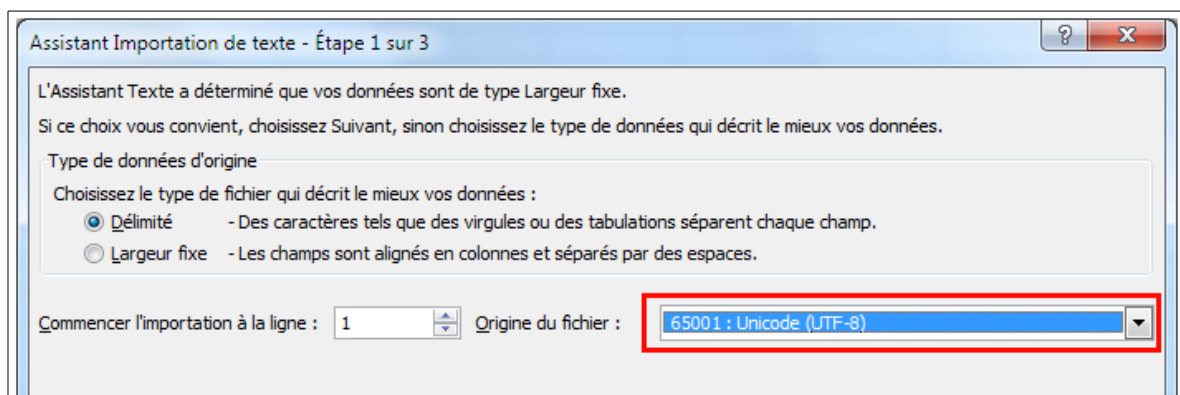 Assistant Importation de texte - Étape 1 sur 3
L'Assistant Texte a déterminé que vos données sont de type Largeur fixe.
Si ce choix vous convient, choisissez Suivant, sinon choisissez le type de données qui décrit le mieux vos données.
Type de données d'origine
Choisissez le type de fichier qui décrit le mieux vos données :
Délimité - Des caractères tels que des virgules ou des tabulations séparent chaque champ.
Largeur fixe - Les champs sont alignés en colonnes et séparés par des espaces.
Commencer l'importation à la ligne : 1 Origine du fichier : 65001 : Unicode (UTF-8)